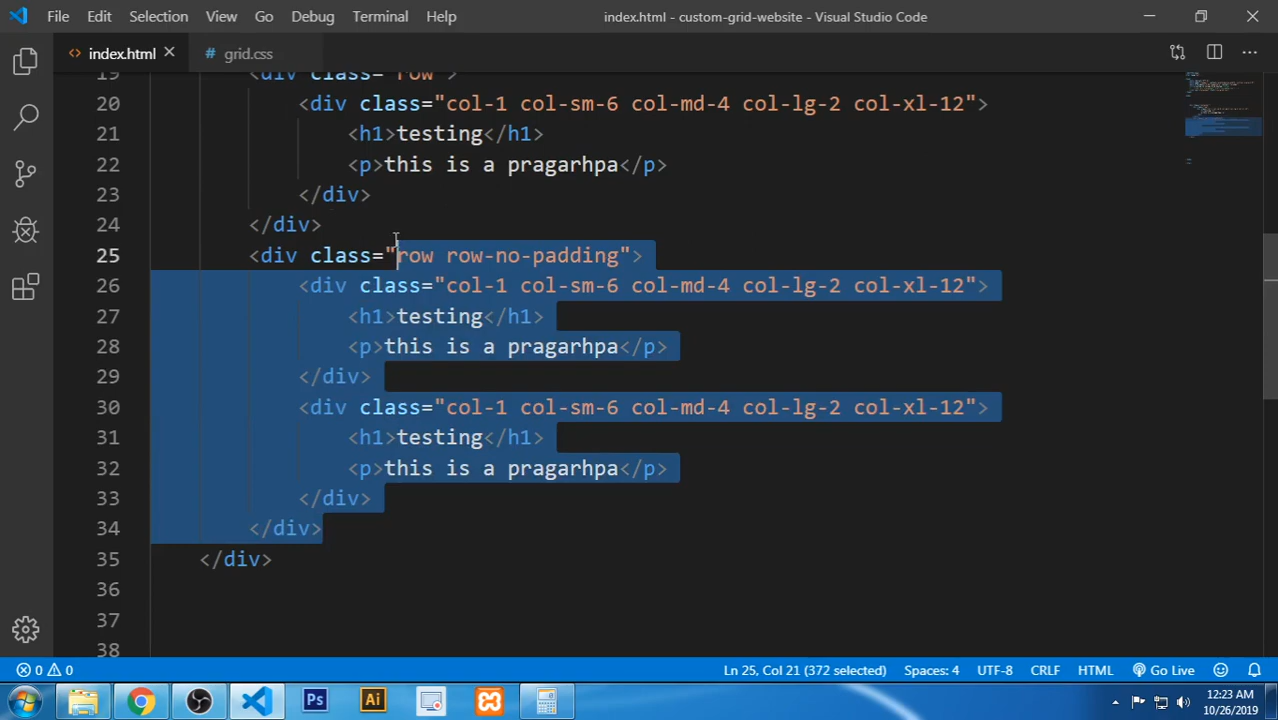 File Edit Selection View Go Debug Terminal Help index.html - custom-grid-website - Visual Studio Code
index.html grid.css
19 <div class="row">
20 <div class="col-1 col-sm-6 col-md-4 col-lg-2 col-xl-12">
21 <h1>testing</h1>
22 <p>this is a pragarhpa</p>
23 </div>
24 </div>
25 <div class="row row-no-padding">
26 <div class="col-1 col-sm-6 col-md-4 col-lg-2 col-xl-12">
27 <h1>testing</h1>
28 <p>this is a pragarhpa</p>
29 </div>
30 <div class="col-1 col-sm-6 col-md-4 col-lg-2 col-xl-12">
31 <h1>testing</h1>
32 <p>this is a pragarhpa</p>
33 </div>
34 </div>
35 </div>
36
37
38
0 0 Ln 25, Col 21 (372 selected) Spaces: 4 UTF-8 CRLF HTML Go Live
Ps Ai
12:23 AM
10/26/2019